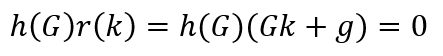 h(G)r(k) = h(G)(Gk + g) = 0